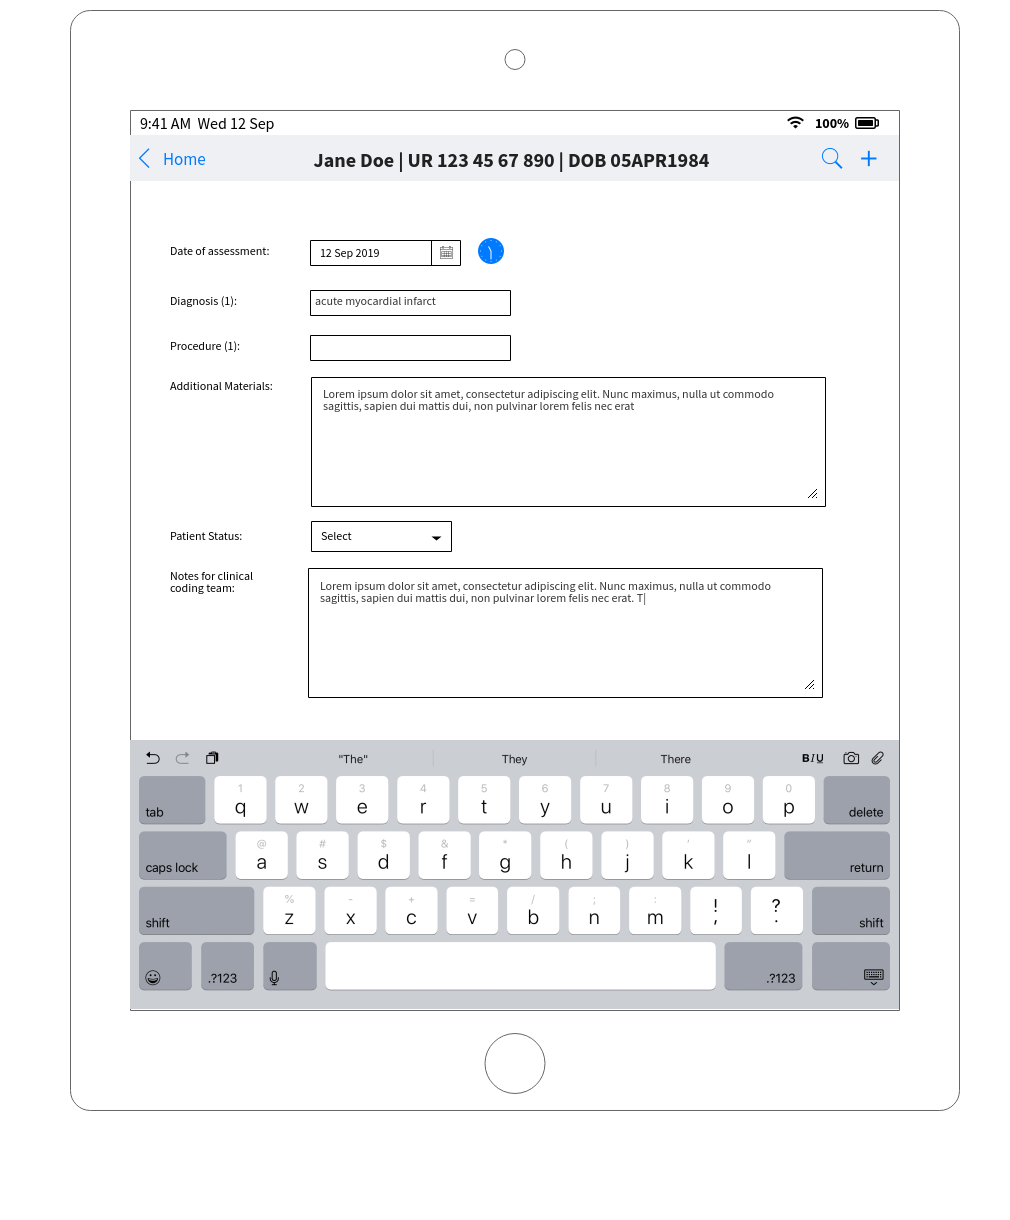 9:41 AM Wed 12 Sep
100%
Home
Jane Doe | UR 123 45 67 890 | DOB 05APR1984
Date of assessment:
12 Sep 2019
Diagnosis (1):
acute myocardial infarct
Procedure (1):
Additional Materials:
Lorem ipsum dolor sit amet, consectetur adipiscing elit. Nunc maximus, nulla ut commodo
sagittis, sapien dui mattis dui, non pulvinar lorem felis nec erat
Patient Status:
Select
Notes for clinical
coding team:
Lorem ipsum dolor sit amet, consectetur adipiscing elit. Nunc maximus, nulla ut commodo
sagittis, sapien dui mattis dui, non pulvinar lorem felis nec erat. T|
"The" They There B I U
1 2 3 4 5 6 7 8 9 0
tab q w e r t y u i o p delete
@ # $ & * ( ) ' "
caps lock a s d f g h j k l return
% - + = / ; : ! ?
shift z x c v b n m , . shift
.?123 .?123